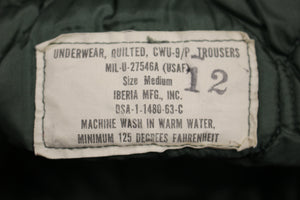 UNDERWEAR, QUILTED, CWU-9/P, TROUSERS
MIL-U-27546A (USAF)
Size Medium
12
IBERIA MFG., INC.
DSA-1-1480-63-C
MACHINE WASH IN WARM WATER,
MINIMUM 125 DEGREES FAHRENHEIT